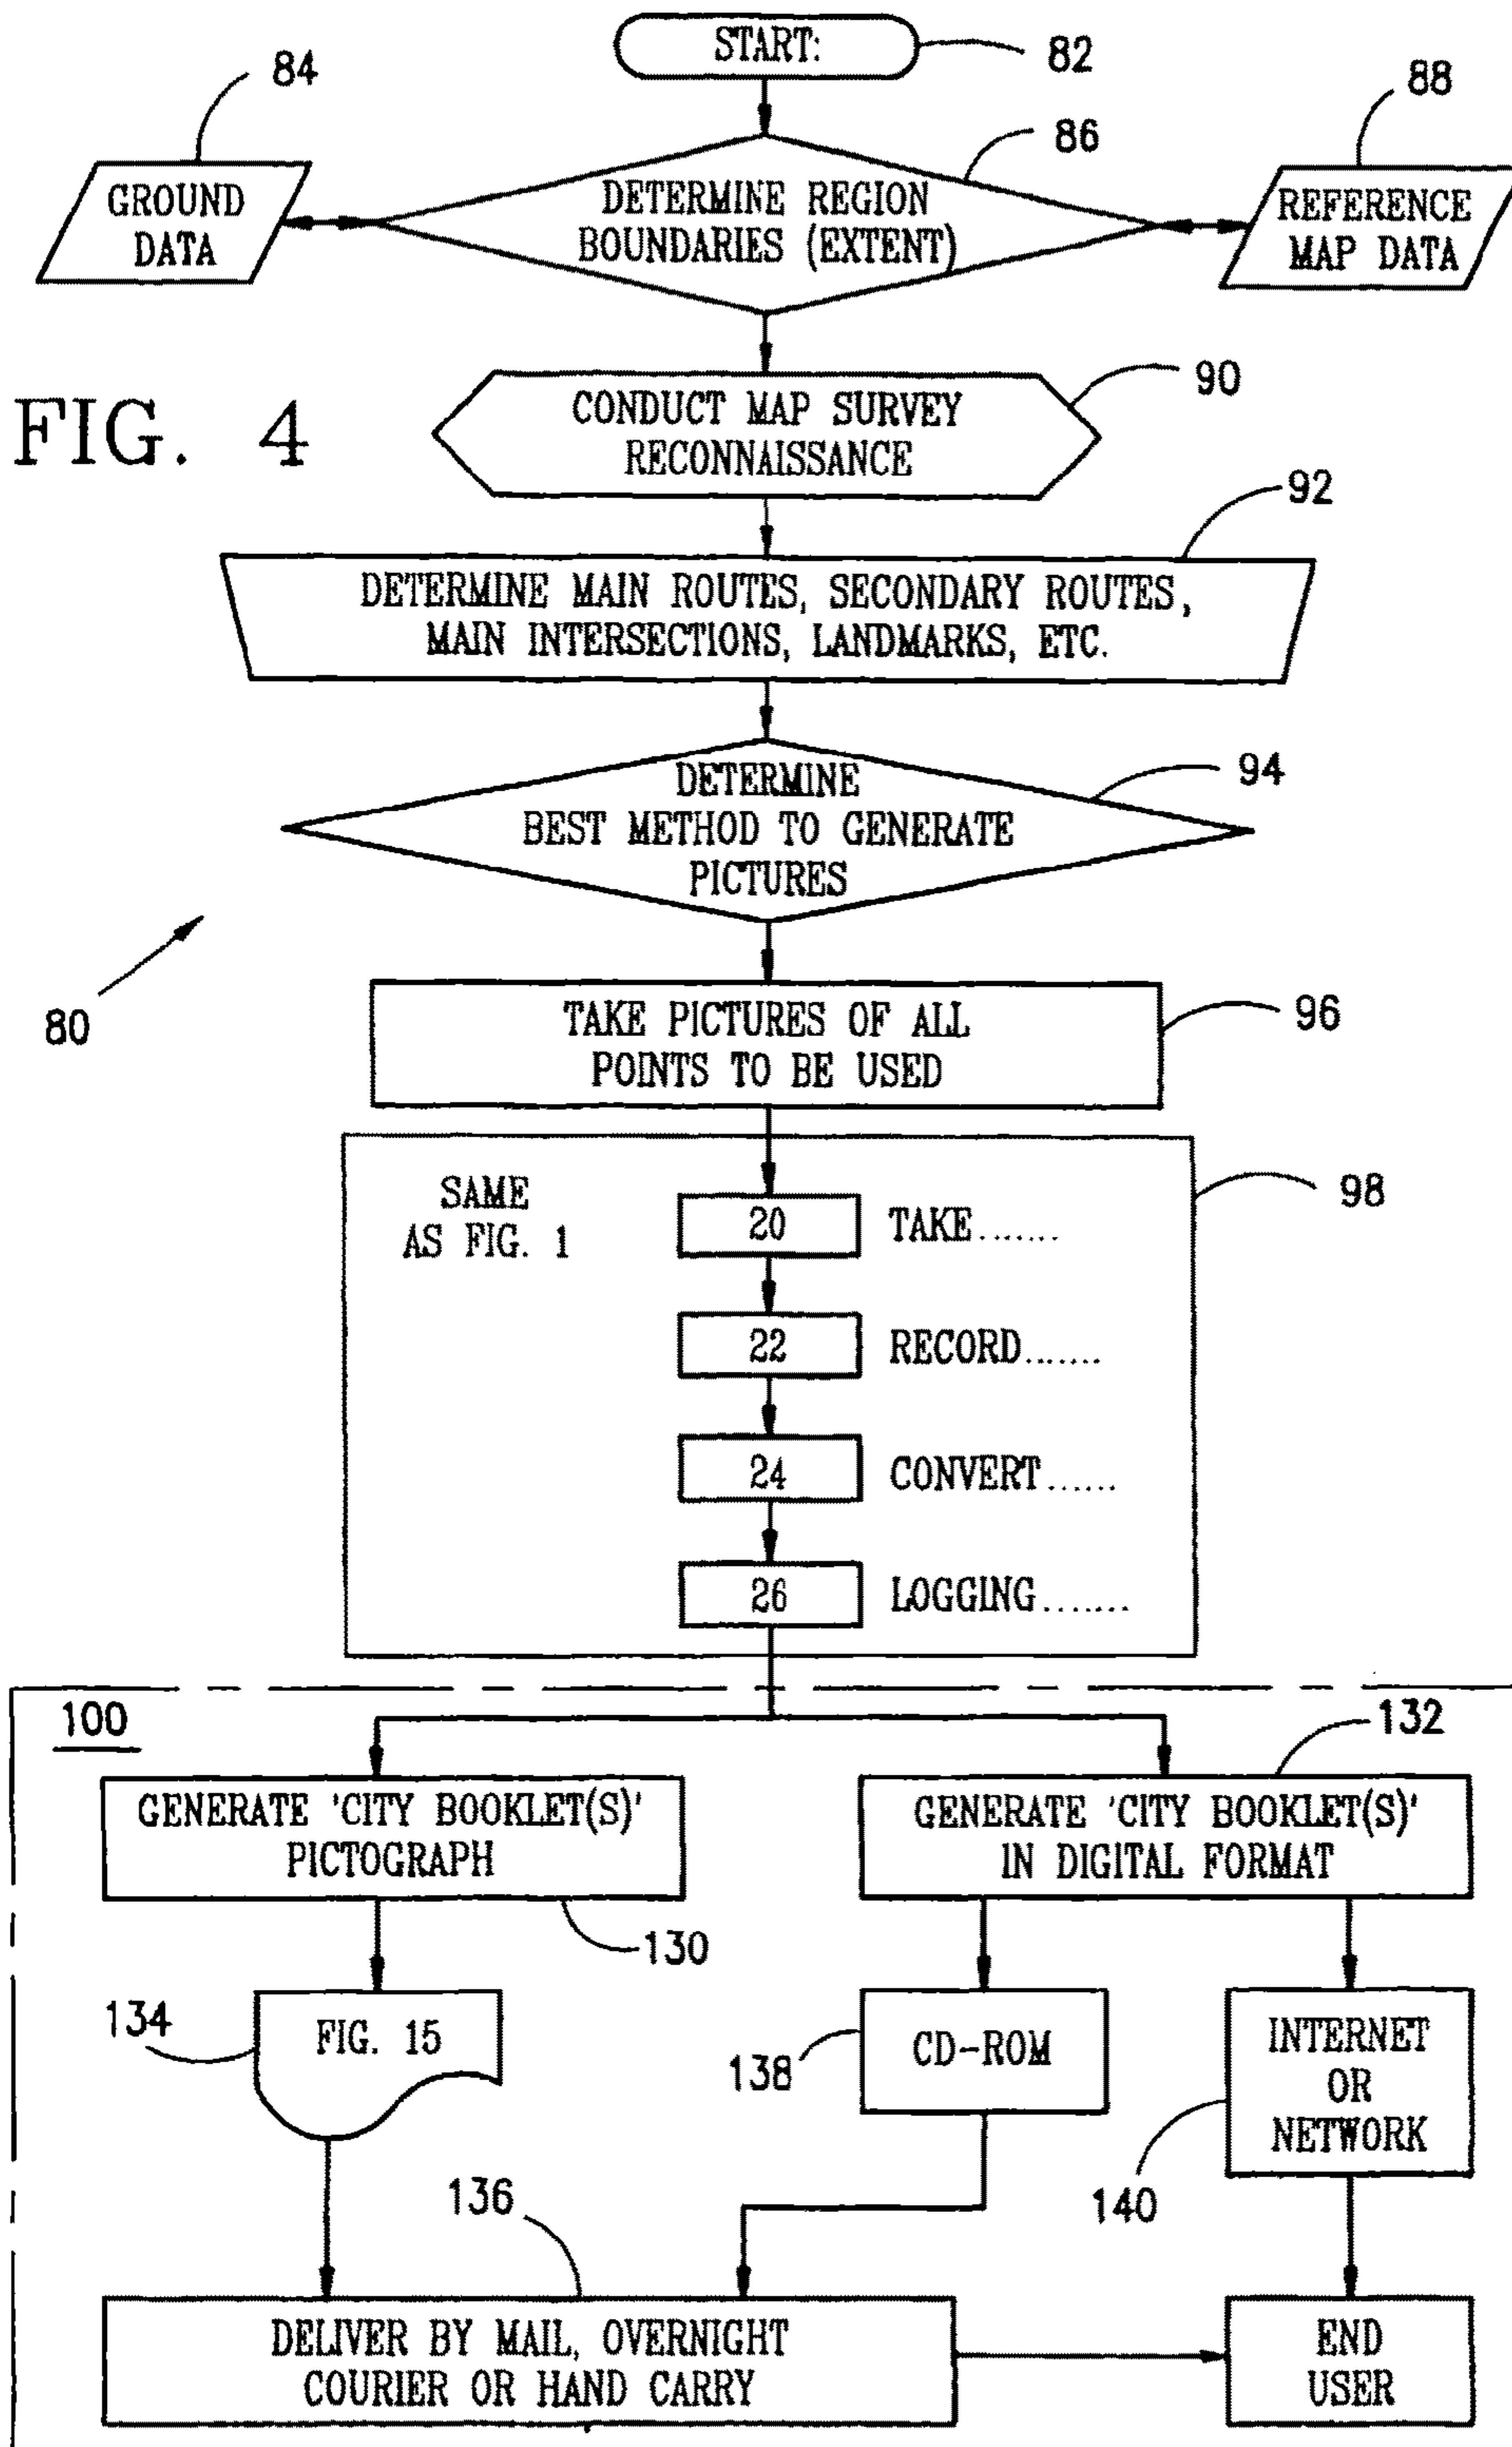 START:
82
84
86
88
GROUND
DATA
DETERMINE REGION
BOUNDARIES (EXTENT)
REFERENCE
MAP DATA
FIG. 4
CONDUCT MAP SURVEY
RECONNAISSANCE
90
92
DETERMINE MAIN ROUTES, SECONDARY ROUTES,
MAIN INTERSECTIONS, LANDMARKS, ETC.
DETERMINE
BEST METHOD TO GENERATE
PICTURES
94
80
TAKE PICTURES OF ALL
POINTS TO BE USED
96
SAME
AS FIG. 1
98
20 TAKE.......
22 RECORD.......
24 CONVERT......
26 LOGGING.......
100
132
GENERATE 'CITY BOOKLET(S)'
PICTOGRAPH
GENERATE 'CITY BOOKLET(S)'
IN DIGITAL FORMAT
130
134
FIG. 15
138
CD-ROM
INTERNET
OR
NETWORK
140
136
DELIVER BY MAIL, OVERNIGHT
COURIER OR HAND CARRY
END
USER